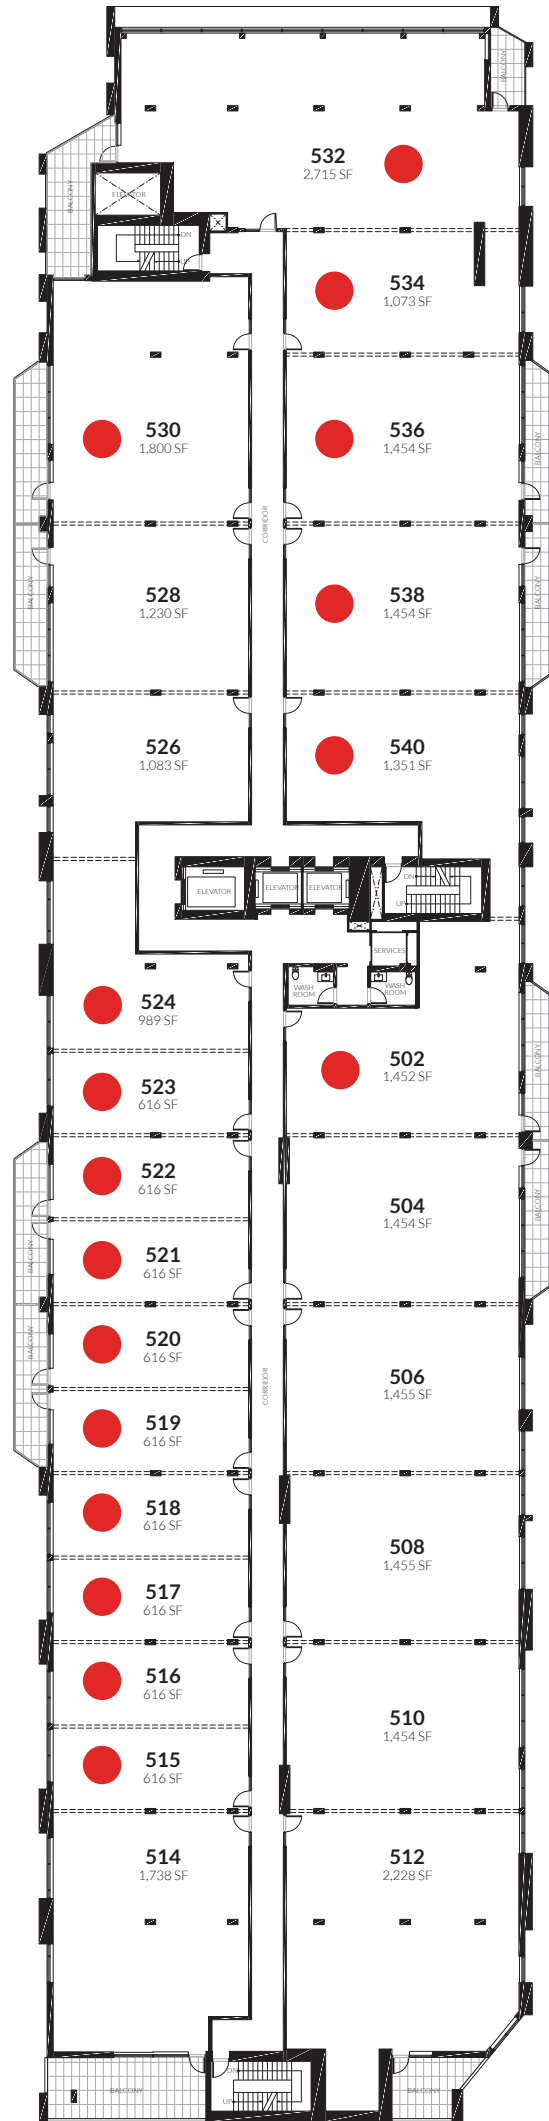 BALCONY
532
2,715 SF
ELEVATOR
BALCONY
DN
UP
534
1,073 SF
530
1,800 SF
536
1,454 SF
BALCONY
CORRIDOR
528
1,230 SF
538
1,454 SF
BALCONY
BALCONY
526
1,083 SF
540
1,351 SF
ELEVATOR
ELEVATOR
ELEVATOR
DN
UP
SERVICES
WASH
ROOM
WASH
ROOM
524
989 SF
502
1,452 SF
BALCONY
523
616 SF
522
616 SF
504
1,454 SF
BALCONY
521
616 SF
BALCONY
520
616 SF
BALCONY
506
1,455 SF
CORRIDOR
519
616 SF
518
616 SF
508
1,455 SF
517
616 SF
516
616 SF
510
1,454 SF
515
616 SF
514
1,738 SF
512
2,228 SF
DN
UP
BALCONY
BALCONY